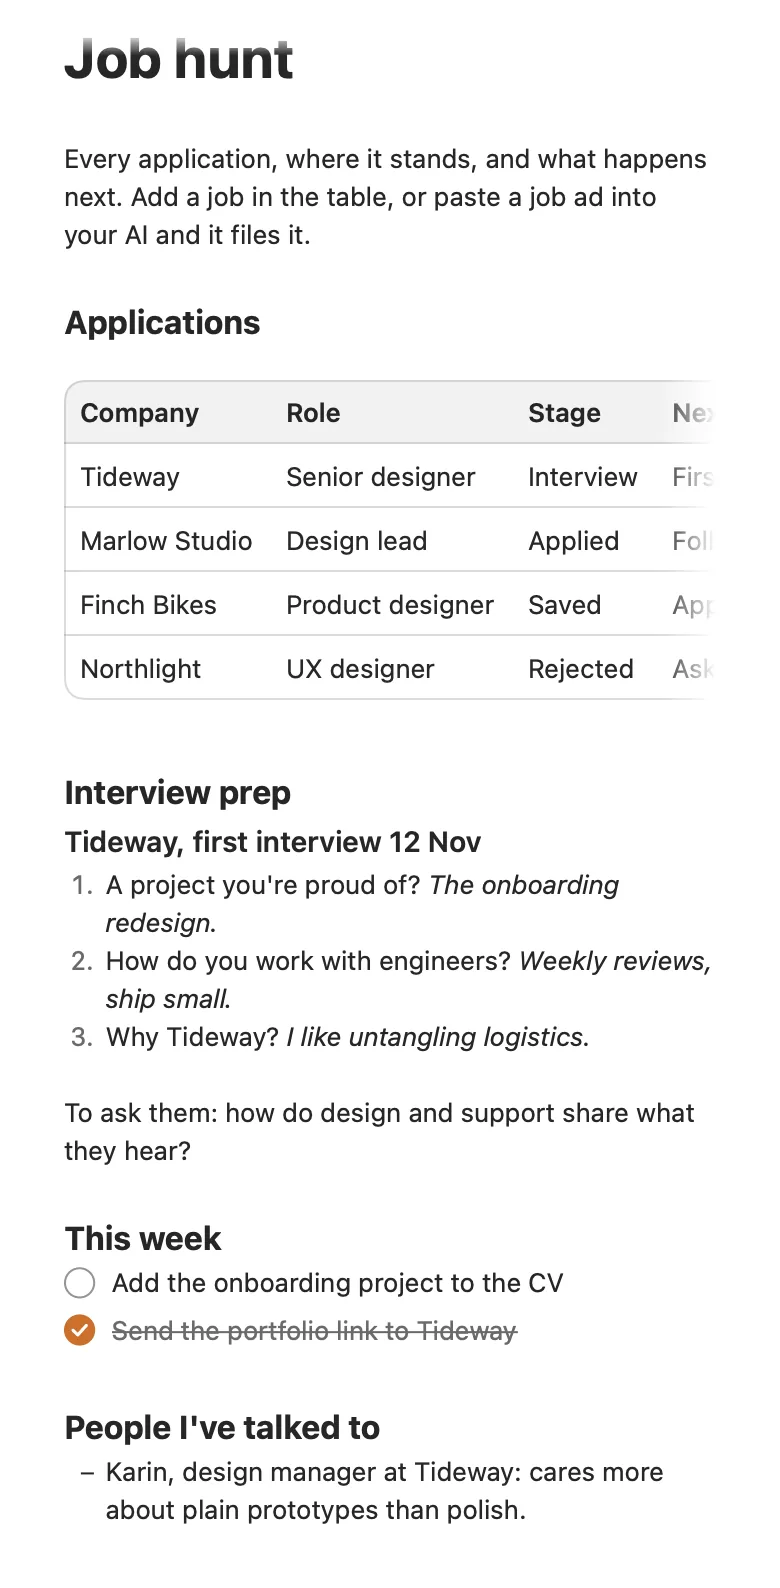 Job hunt
Every application, where it stands, and what happens
next. Add a job in the table, or paste a job ad into
your AI and it files it.
Applications
Company Role Stage
Tideway Senior designer Interview
Marlow Studio Design lead Applied
Finch Bikes Product designer Saved
Northlight UX designer Rejected Ask
Interview prep
Tideway, first interview 12 Nov
1. A project you're proud of? The onboarding
redesign.
2. How do you work with engineers? Weekly reviews,
ship small.
3. Why Tideway? I like untangling logistics.
To ask them: how do design and support share what
they hear?
This week
Add the onboarding project to the CV
Send the portfolio link to Tideway
People I've talked to
– Karin, design manager at Tideway: cares more
about plain prototypes than polish.